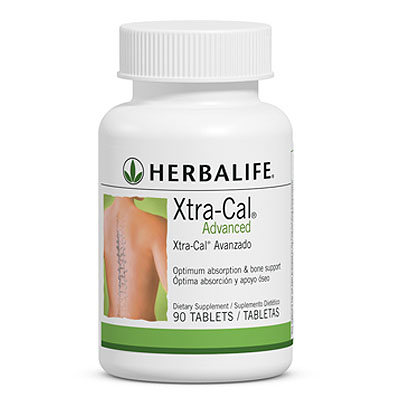 HERBALIFE®
Xtra-Cal®
Advanced
Xtra-Cal® Avanzado
Optimum absorption & bone support
Óptima absorción y apoyo óseo
Dietary Supplement / Suplemento Dietético
90 TABLETS / TABLETAS